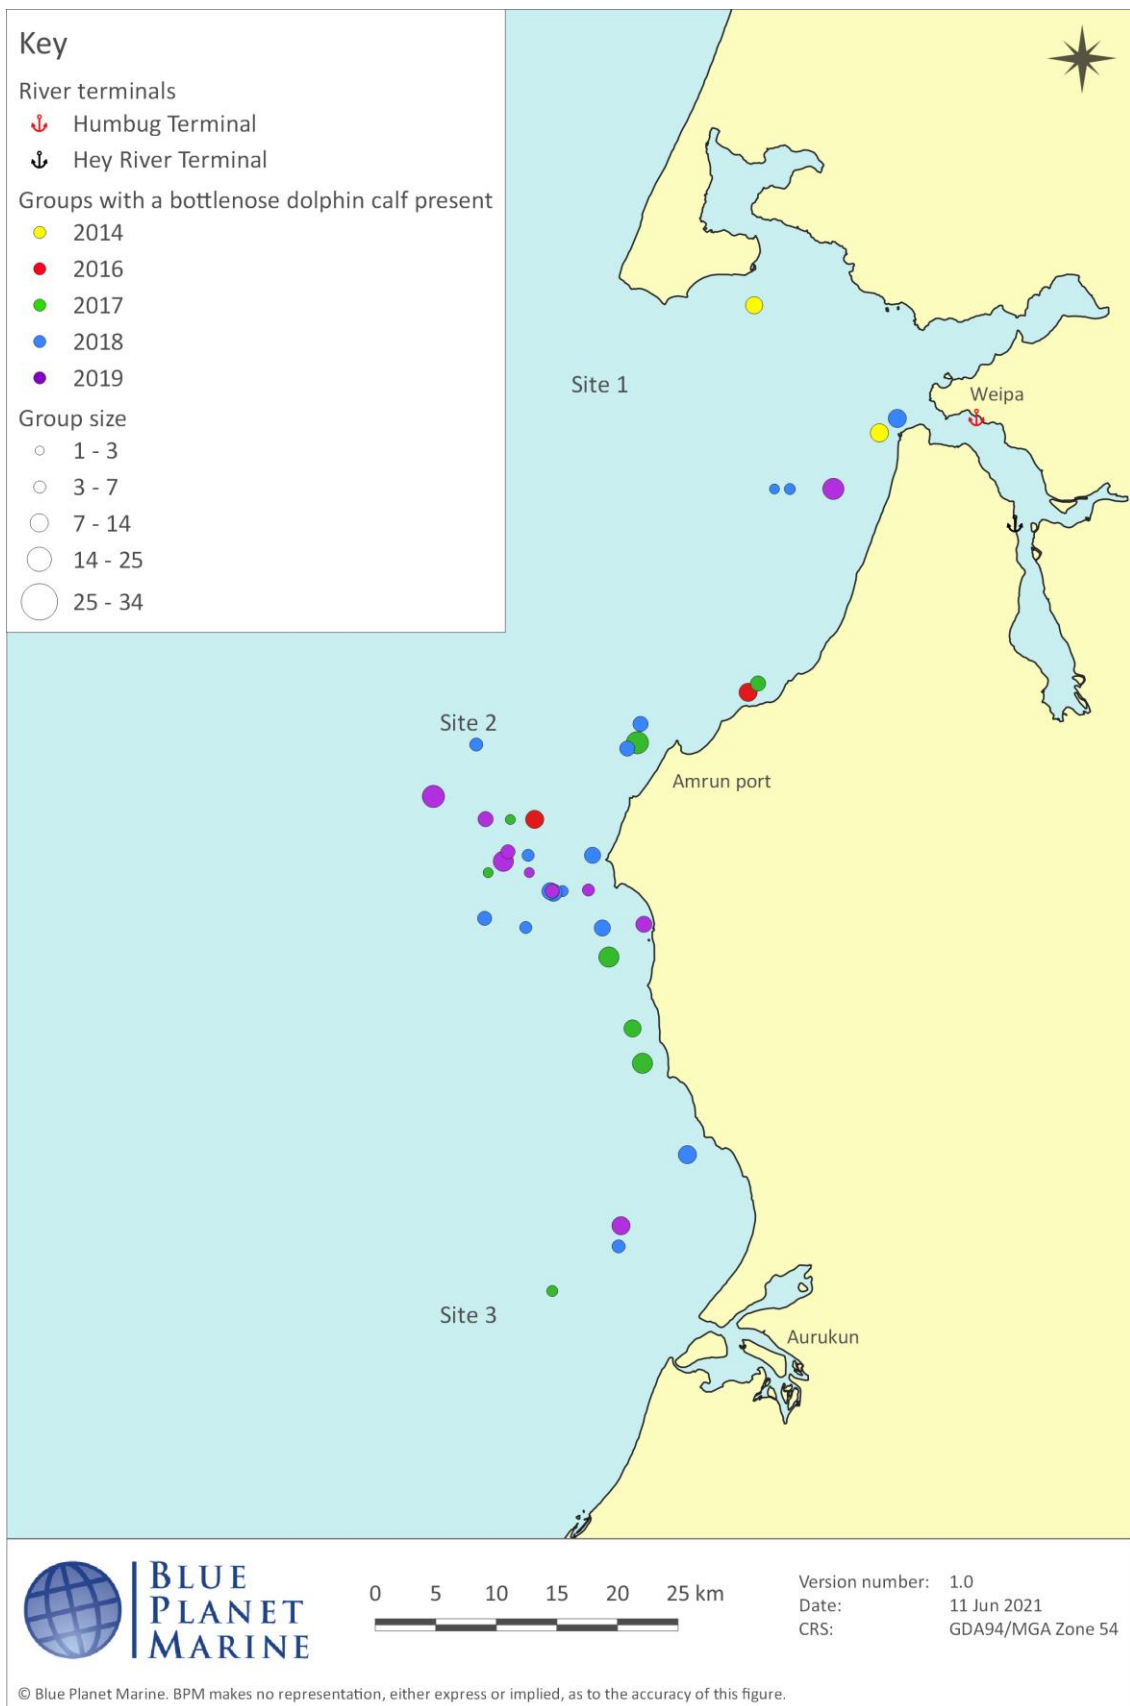 Key
River terminals
Humbug Terminal
Hey River Terminal
Groups with a bottlenose dolphin calf present
2014
2016
2017
2018
2019
Group size
1 - 3
3 - 7
7 - 14
14 - 25
25 - 34
Site 1
Weipa
Site 2
Amrun port
Site 3
Aurukun
BLUE
PLANET
MARINE
0 5 10 15 20 25 km
Version number: 1.0
Date: 11 Jun 2021
CRS: GDA94/MGA Zone 54
© Blue Planet Marine. BPM makes no representation, either express or implied, as to the accuracy of this figure.